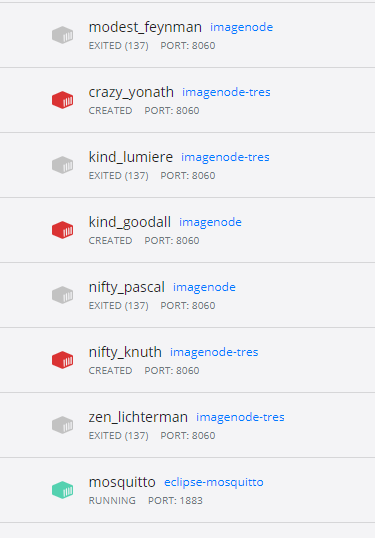 modest_feynman imagenode
EXITED (137) PORT: 8060
crazy_yonath imagenode-tres
CREATED PORT: 8060
kind_lumiere imagenode-tres
EXITED (137) PORT: 8060
kind_goodall imagenode
CREATED PORT: 8060
nifty_pascal imagenode
EXITED (137) PORT: 8060
nifty_knuth imagenode-tres
CREATED PORT: 8060
zen_lichterman imagenode-tres
EXITED (137) PORT: 8060
mosquitto eclipse-mosquitto
RUNNING PORT: 1883